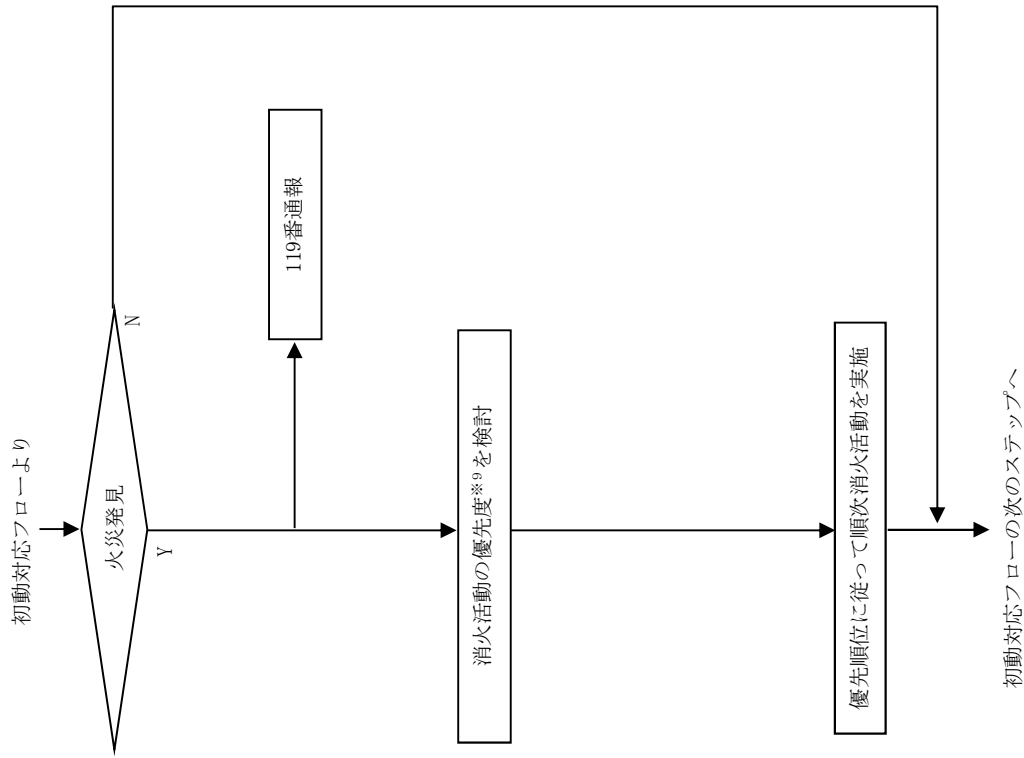 初動対応フローより
火災発見
N
Y
119番通報
消火活動の優先度※9を検討
優先順位に従って順次消火活動を実施
初動対応フローの次のステップへ